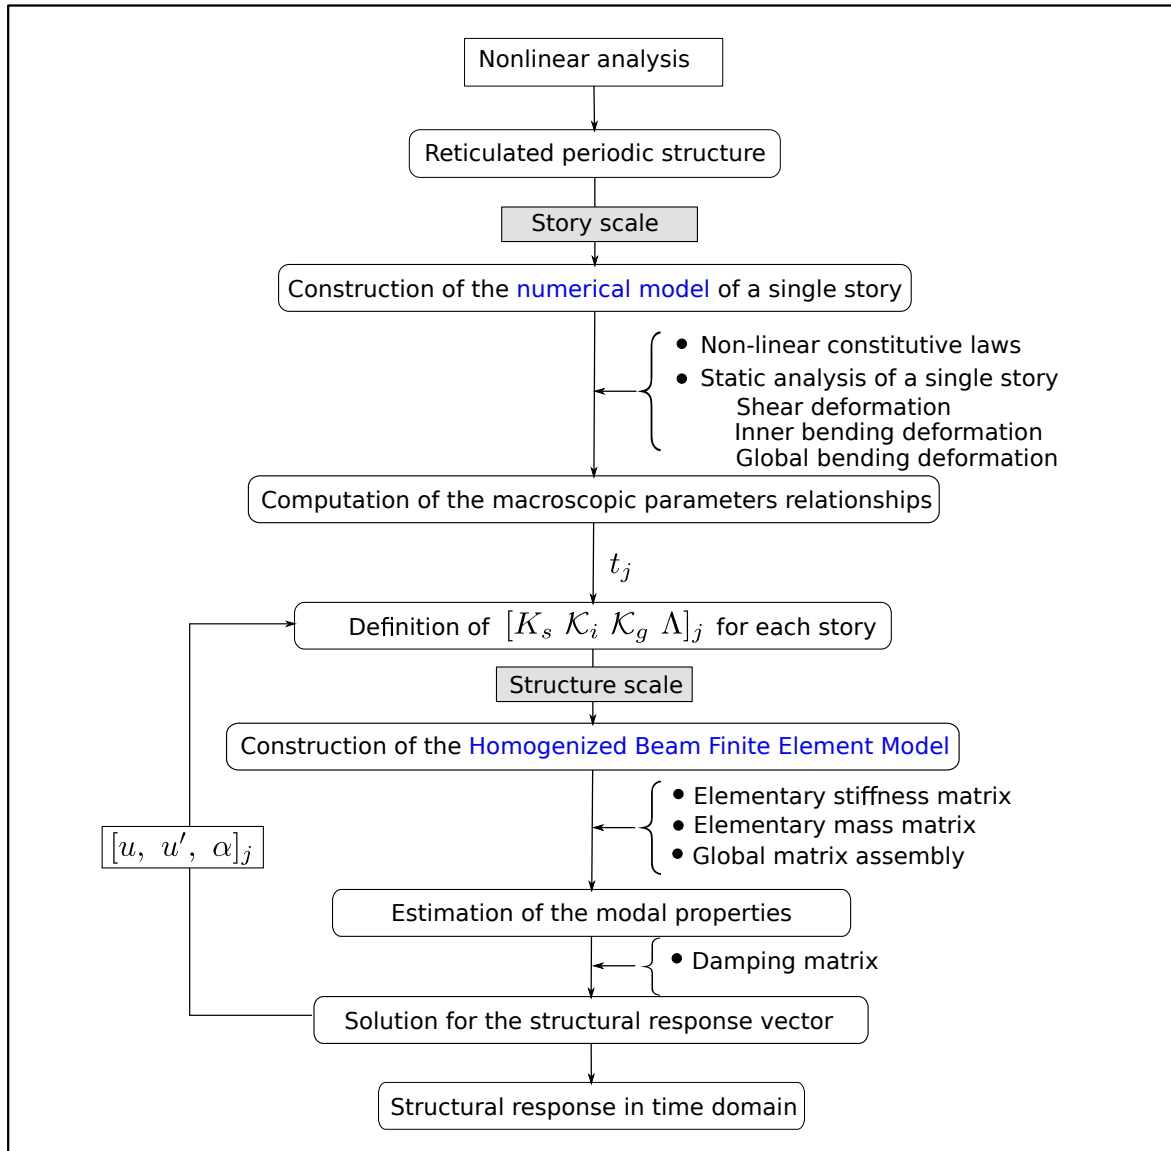 Nonlinear analysis
Reticulated periodic structure
Story scale
Construction of the numerical model of a single story
• Non-linear constitutive laws
• Static analysis of a single story
Shear deformation
Inner bending deformation
Global bending deformation
Computation of the macroscopic parameters relationships
t_j
Definition of [K_s 𝒦_i 𝒦_g Λ]_j for each story
Structure scale
Construction of the Homogenized Beam Finite Element Model
• Elementary stiffness matrix
• Elementary mass matrix
• Global matrix assembly
[u, u′, α]_j
Estimation of the modal properties
• Damping matrix
Solution for the structural response vector
Structural response in time domain